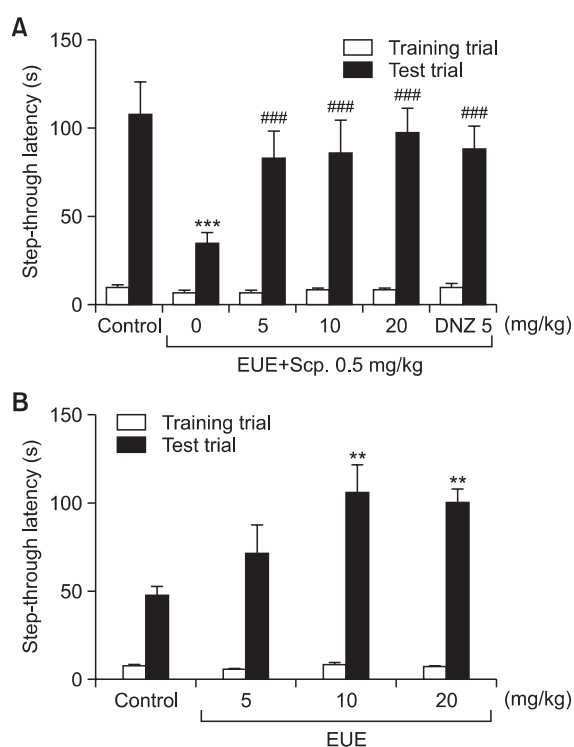 A
150
Training trial
Test trial
###
###
###
###
100
Step-through latency (s)
***
50
0
Control 0 5 10 20 DNZ 5 (mg/kg)
EUE+Scp. 0.5 mg/kg
B
150
Training trial
Test trial
**
**
100
Step-through latency (s)
50
0
Control 5 10 20 (mg/kg)
EUE